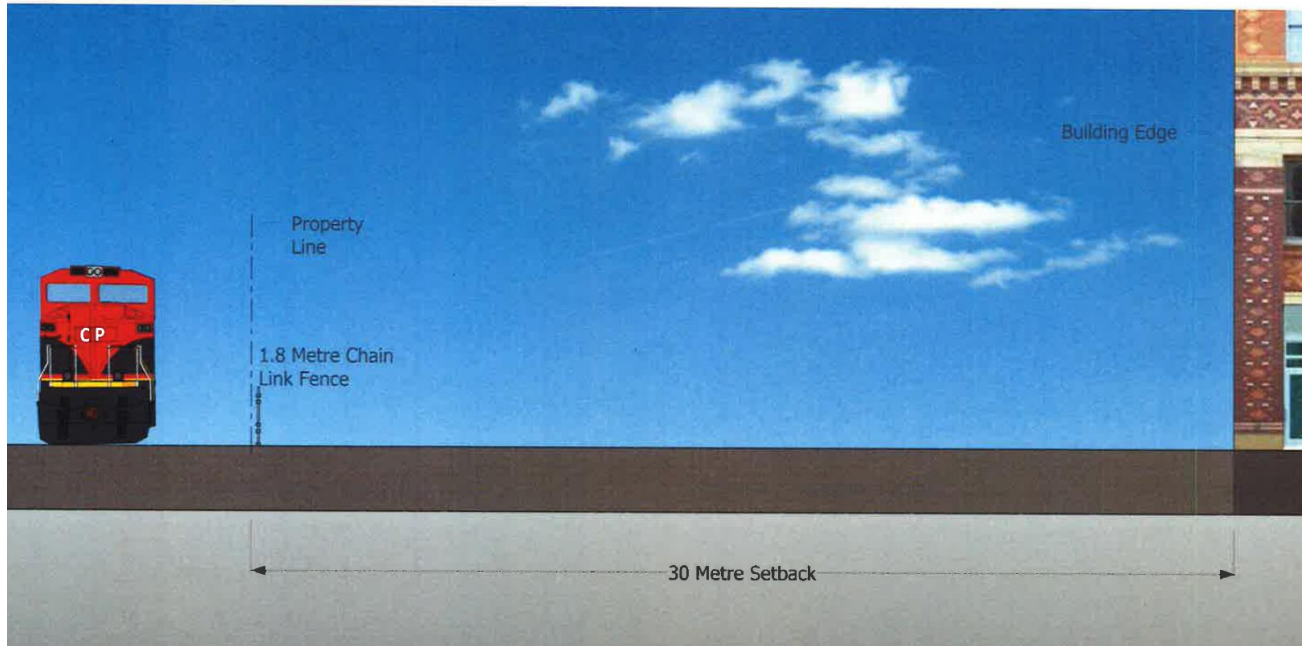 Building Edge
Property
Line
CP
1.8 Metre Chain
Link Fence
30 Metre Setback